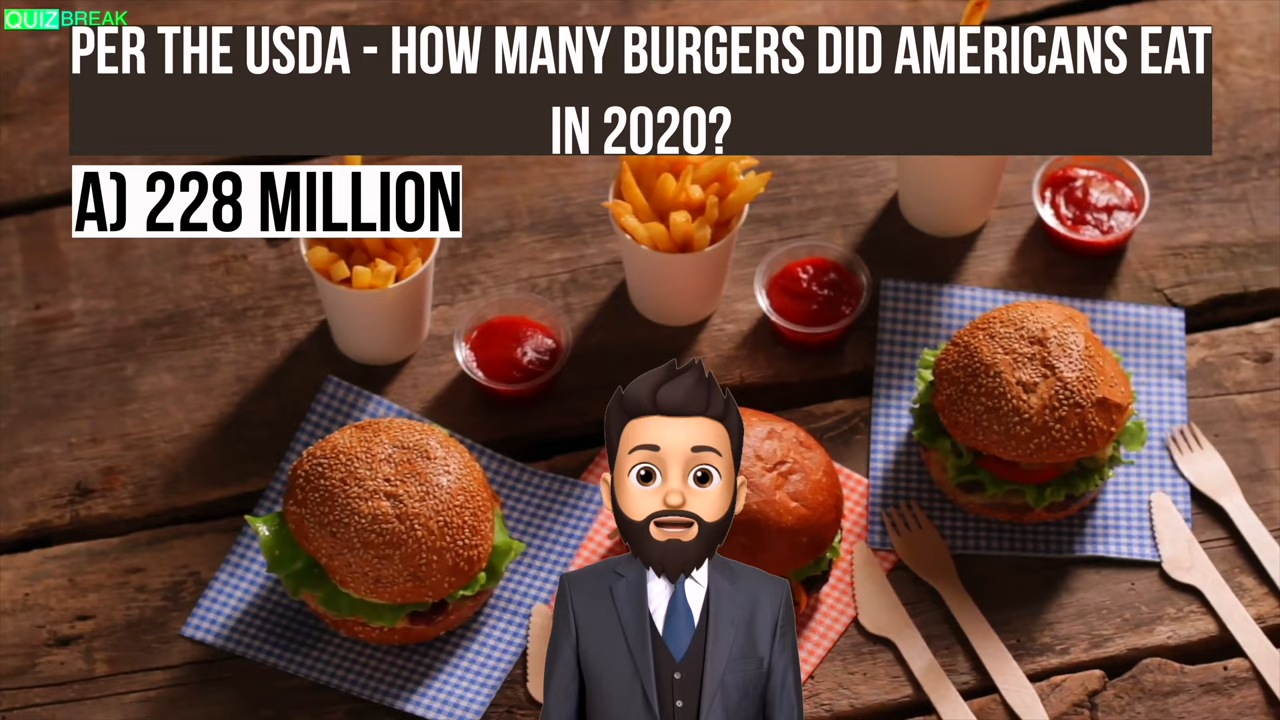 QUIZBREAK
PER THE USDA - HOW MANY BURGERS DID AMERICANS EAT
IN 2020?
A) 228 MILLION